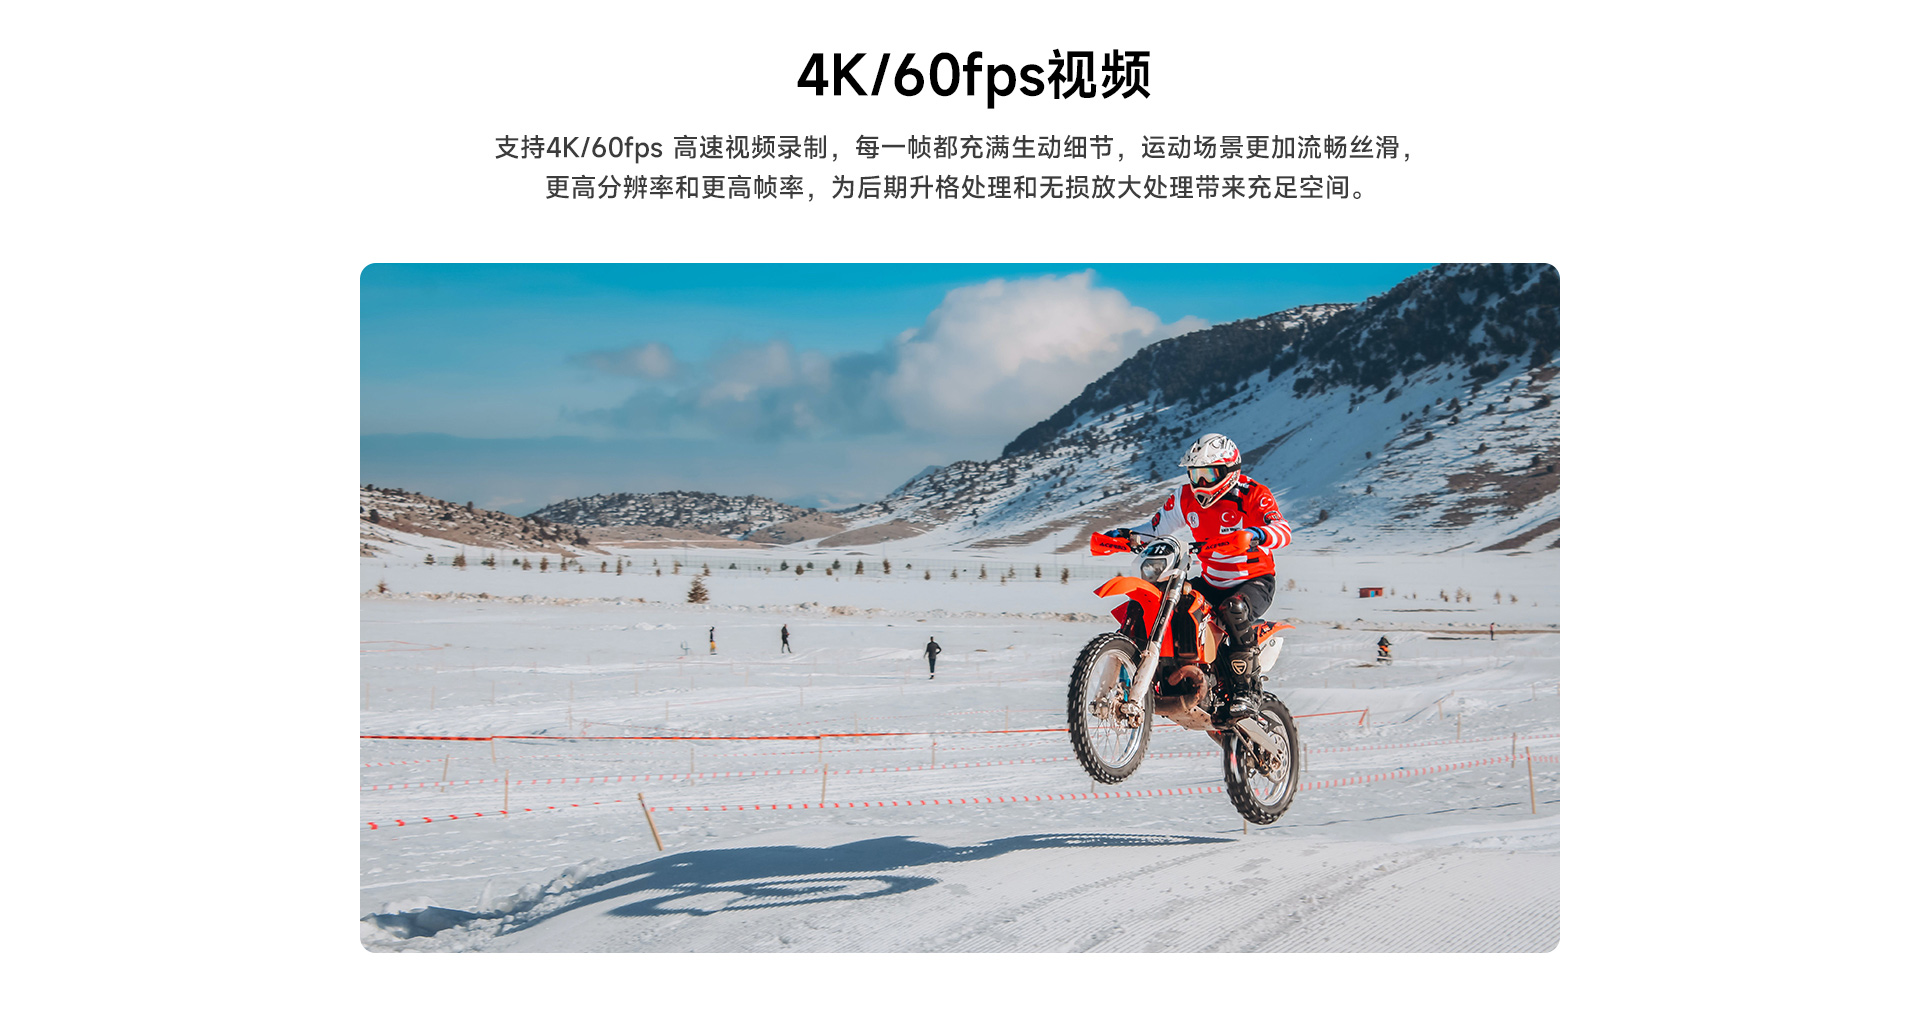 4K/60fps视频
支持4K/60fps 高速视频录制，每一帧都充满生动细节，运动场景更加流畅丝滑，
更高分辨率和更高帧率，为后期升格处理和无损放大处理带来充足空间。